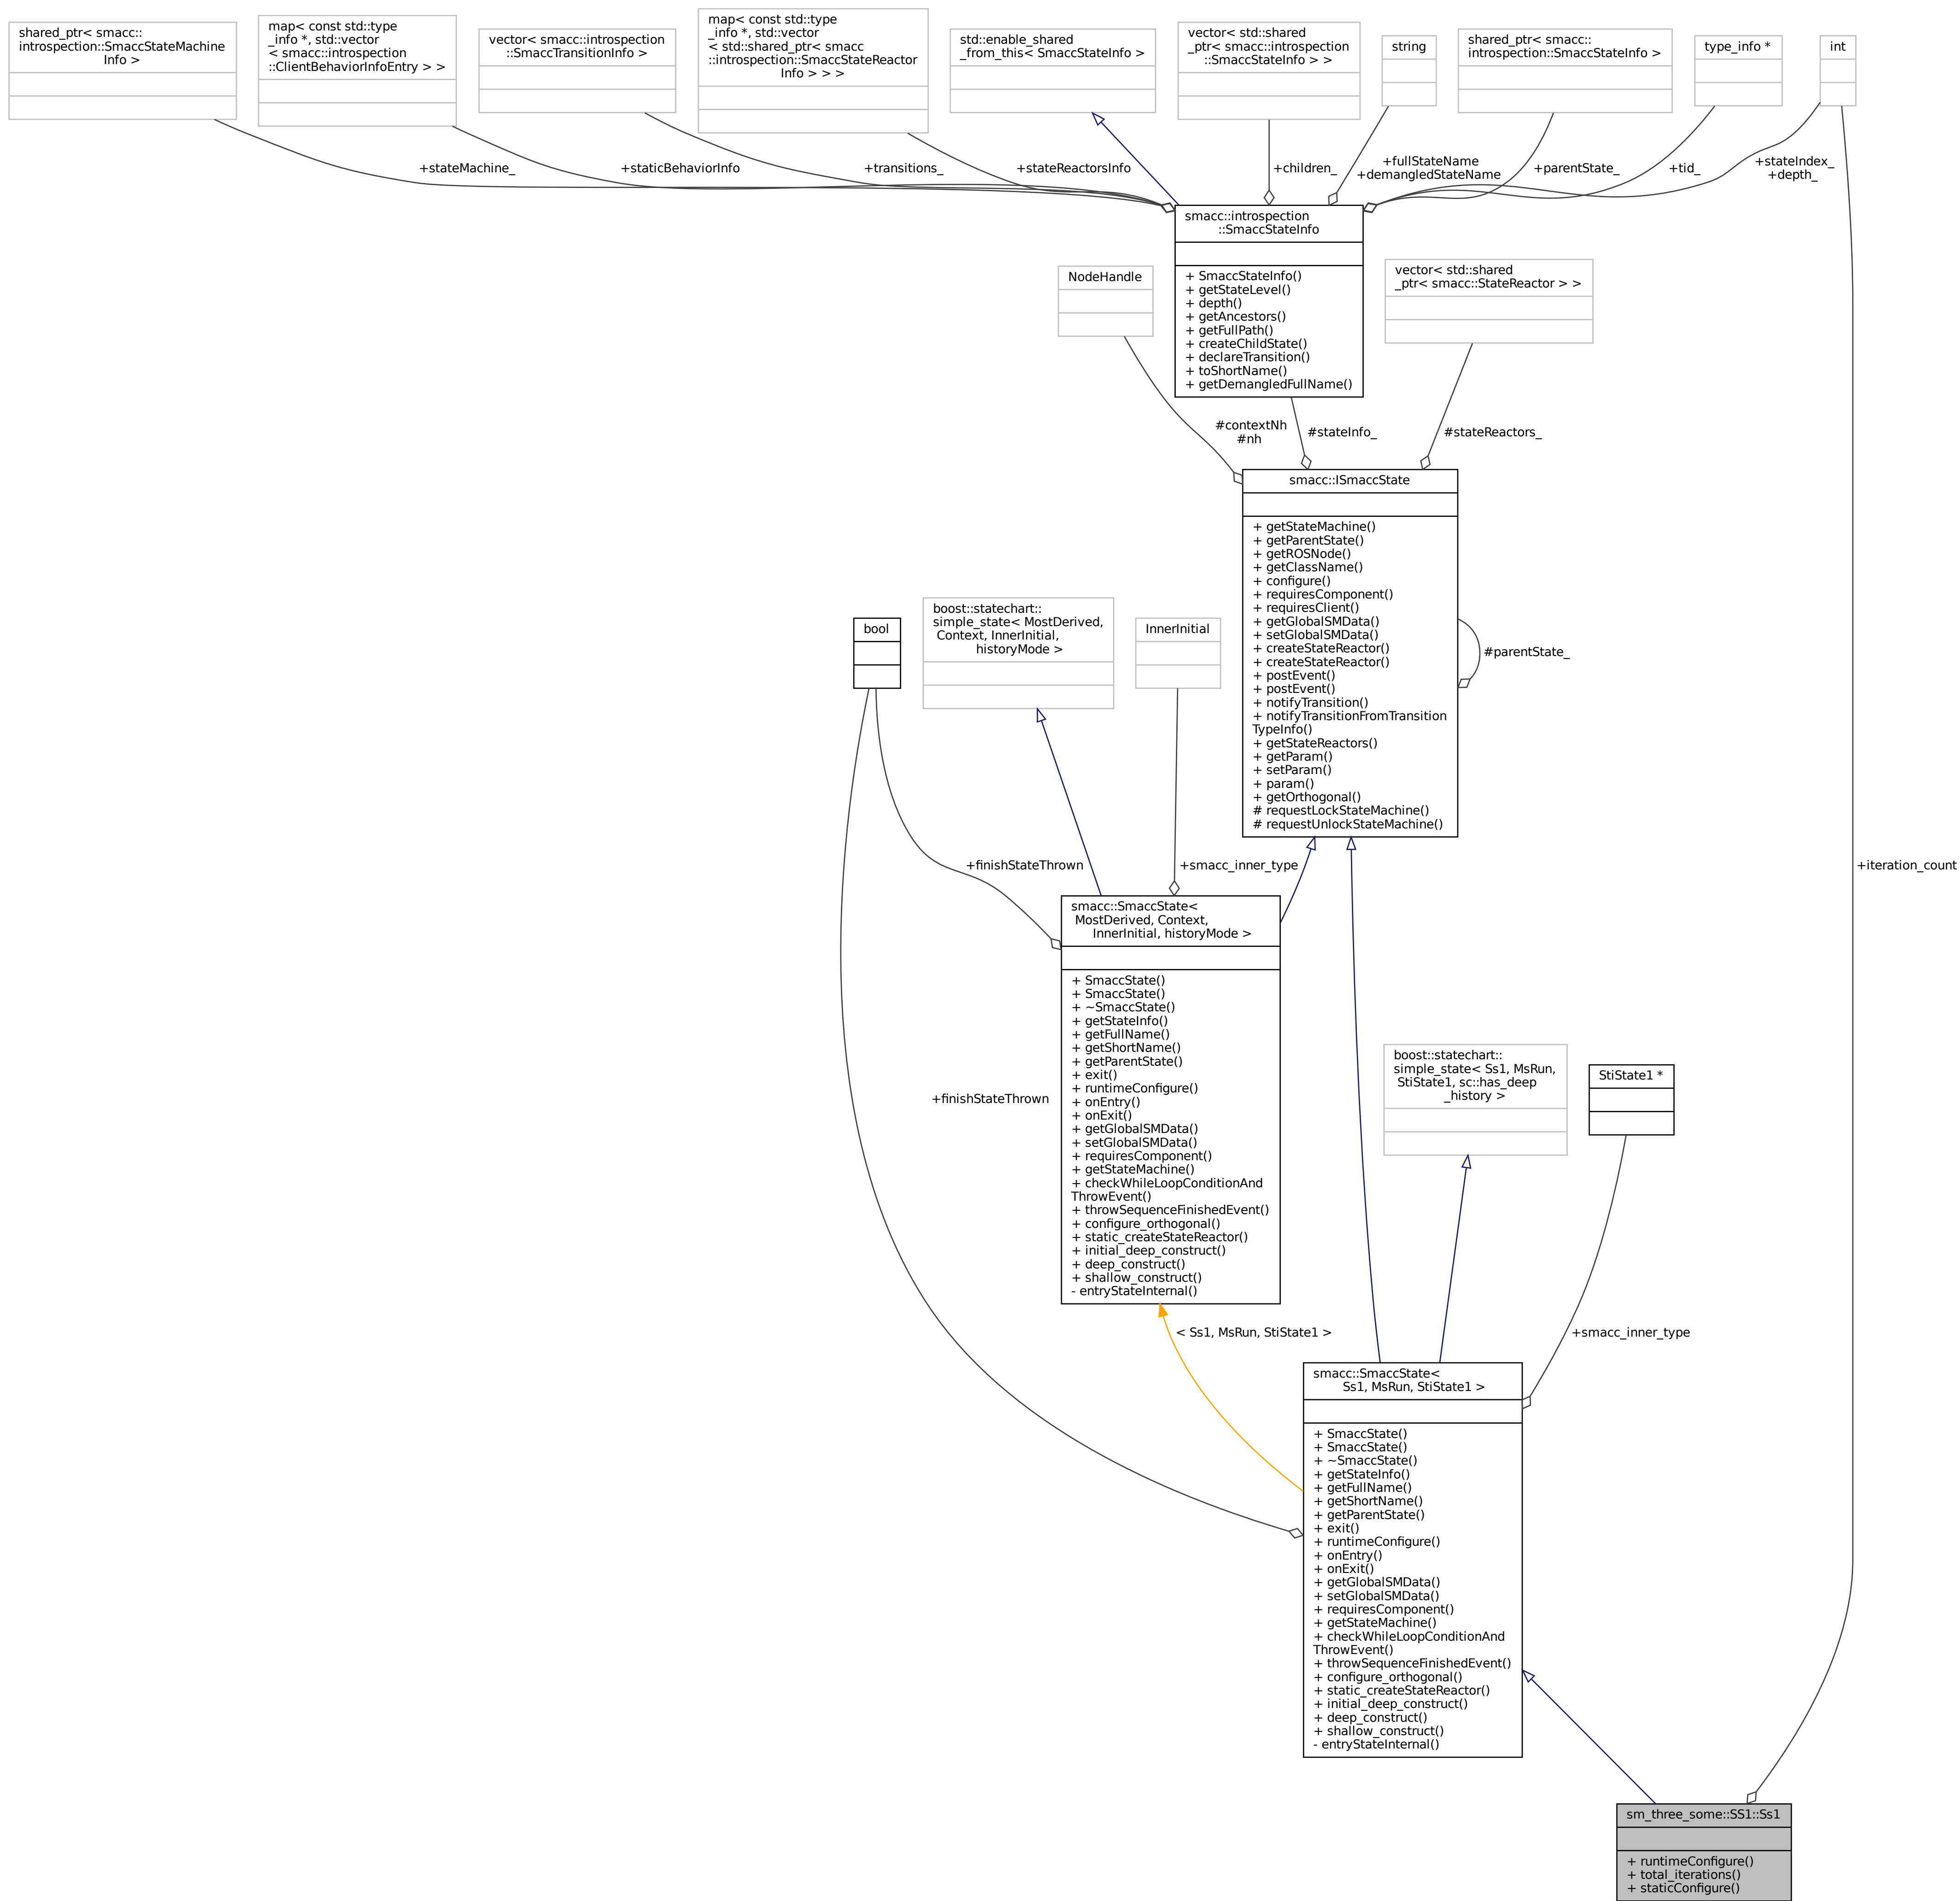 shared_ptr< smacc::
introspection::SmaccStateMachine
Info >
map< const std::type
_info *, std::vector
< smacc::introspection
::ClientBehaviorInfoEntry > >
vector< smacc::introspection
::SmaccTransitionInfo >
map< const std::type
_info *, std::vector
< std::shared_ptr< smacc
::introspection::SmaccStateReactor
Info > > >
std::enable_shared
_from_this< SmaccStateInfo >
vector< std::shared
_ptr< smacc::introspection
::SmaccStateInfo > >
string
shared_ptr< smacc::
introspection::SmaccStateInfo >
type_info *
int
+stateMachine_
+staticBehaviorInfo
+transitions_
+stateReactorsInfo
+children_
+fullStateName
+demangledStateName
+parentState_
+tid_
+stateIndex_
+depth_
smacc::introspection
::SmaccStateInfo
+ SmaccStateInfo()
+ getStateLevel()
+ depth()
+ getAncestors()
+ getFullPath()
+ createChildState()
+ declareTransition()
+ toShortName()
+ getDemangledFullName()
NodeHandle
vector< std::shared
_ptr< smacc::StateReactor > >
#contextNh
#nh
#stateInfo_
#stateReactors_
smacc::ISmaccState
+ getStateMachine()
+ getParentState()
+ getROSNode()
+ getClassName()
+ configure()
+ requiresComponent()
+ requiresClient()
+ getGlobalSMData()
+ setGlobalSMData()
+ createStateReactor()
+ createStateReactor()
+ postEvent()
+ postEvent()
+ notifyTransition()
+ notifyTransitionFromTransition
TypeInfo()
+ getStateReactors()
+ getParam()
+ setParam()
+ param()
+ getOrthogonal()
# requestLockStateMachine()
# requestUnlockStateMachine()
#parentState_
bool
boost::statechart::
simple_state< MostDerived,
Context, InnerInitial,
historyMode >
InnerInitial
+finishStateThrown
+smacc_inner_type
+iteration_count
smacc::SmaccState<
MostDerived, Context,
InnerInitial, historyMode >
+ SmaccState()
+ SmaccState()
+ ~SmaccState()
+ getStateInfo()
+ getFullName()
+ getShortName()
+ getParentState()
+ exit()
+ runtimeConfigure()
+ onEntry()
+ onExit()
+ getGlobalSMData()
+ setGlobalSMData()
+ requiresComponent()
+ getStateMachine()
+ checkWhileLoopConditionAnd
ThrowEvent()
+ throwSequenceFinishedEvent()
+ configure_orthogonal()
+ static_createStateReactor()
+ initial_deep_construct()
+ deep_construct()
+ shallow_construct()
- entryStateInternal()
+finishStateThrown
boost::statechart::
simple_state< Ss1, MsRun,
StiState1, sc::has_deep
_history >
StiState1 *
< Ss1, MsRun, StiState1 >
+smacc_inner_type
smacc::SmaccState<
Ss1, MsRun, StiState1 >
+ SmaccState()
+ SmaccState()
+ ~SmaccState()
+ getStateInfo()
+ getFullName()
+ getShortName()
+ getParentState()
+ exit()
+ runtimeConfigure()
+ onEntry()
+ onExit()
+ getGlobalSMData()
+ setGlobalSMData()
+ requiresComponent()
+ getStateMachine()
+ checkWhileLoopConditionAnd
ThrowEvent()
+ throwSequenceFinishedEvent()
+ configure_orthogonal()
+ static_createStateReactor()
+ initial_deep_construct()
+ deep_construct()
+ shallow_construct()
- entryStateInternal()
sm_three_some::SS1::Ss1
+ runtimeConfigure()
+ total_iterations()
+ staticConfigure()